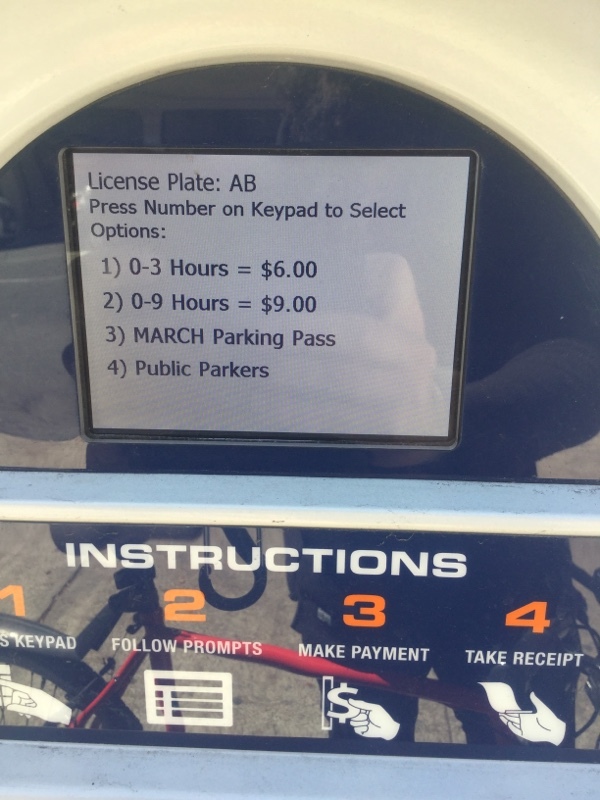 License Plate: AB
Press Number on Keypad to Select
Options:
1) 0-3 Hours = $6.00
2) 0-9 Hours = $9.00
3) MARCH Parking Pass
4) Public Parkers
INSTRUCTIONS
1 2 3 4
KEYPAD FOLLOW PROMPTS MAKE PAYMENT TAKE RECEIPT
$